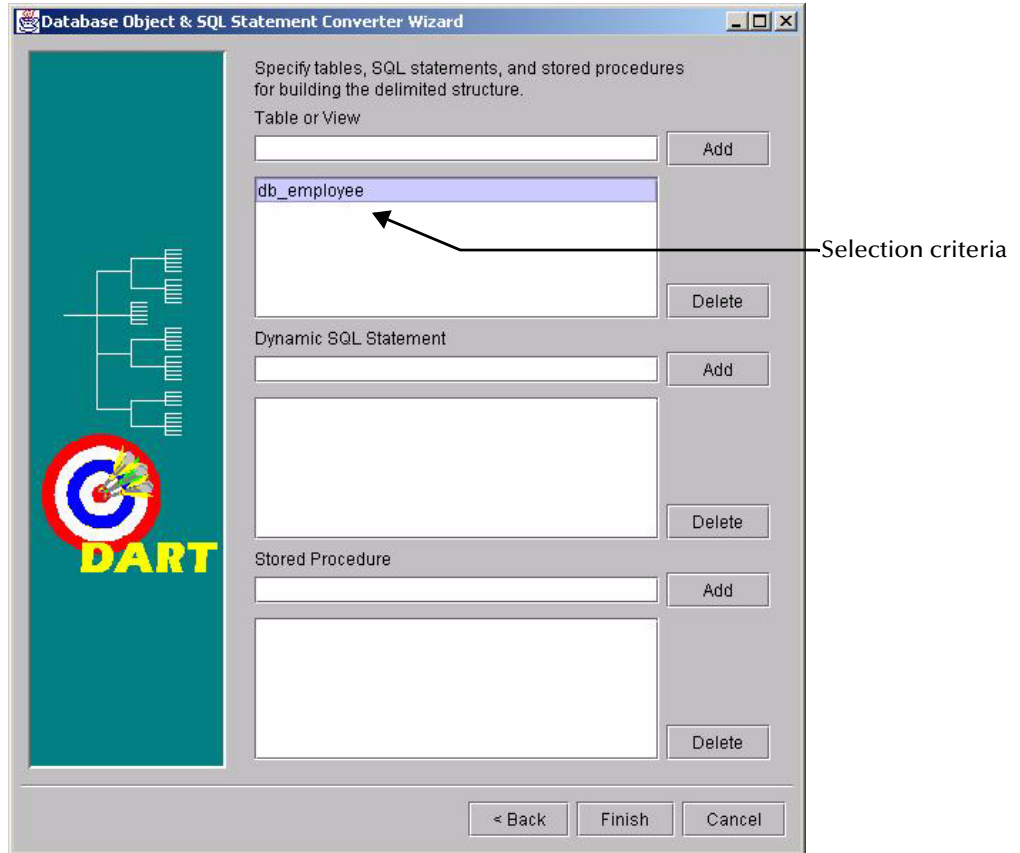 Database Object & SQL Statement Converter Wizard
Specify tables, SQL statements, and stored procedures
for building the delimited structure.
Table or View
Add
db_employee
Selection criteria
Delete
Dynamic SQL Statement
Add
Delete
DART
Stored Procedure
Add
Delete
< Back Finish Cancel